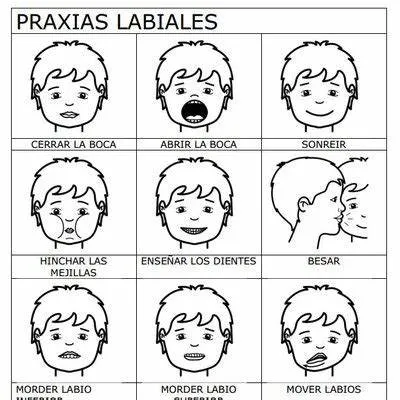 PRAXIAS LABIALES
CERRAR LA BOCA
ABRIR LA BOCA
SONREIR
HINCHAR LAS
MEJILLAS
ENSEÑAR LOS DIENTES
BESAR
MORDER LABIO
INFERIOR
MORDER LABIO
SUPERIOR
MOVER LABIOS